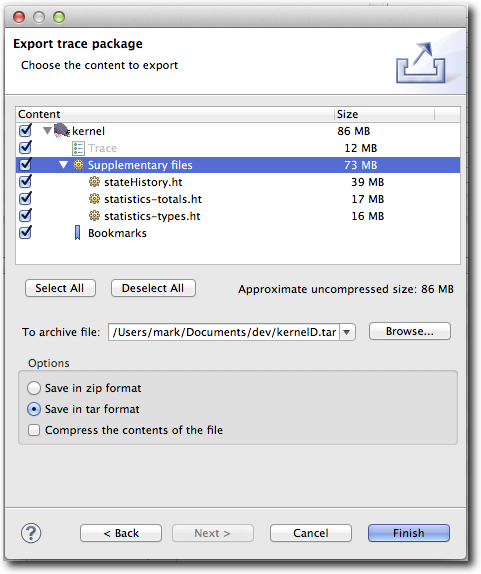 Export trace package
Choose the content to export
Content Size
kernel 86 MB
Trace 12 MB
Supplementary files 73 MB
stateHistory.ht 39 MB
statistics-totals.ht 17 MB
statistics-types.ht 16 MB
Bookmarks
Select All Deselect All Approximate uncompressed size: 86 MB
To archive file: /Users/mark/Documents/dev/kernelD.tar Browse...
Options
Save in zip format
Save in tar format
Compress the contents of the file
? < Back Next > Cancel Finish